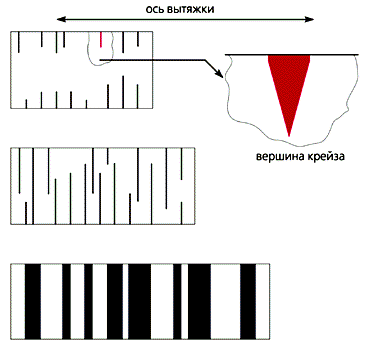 ось вытяжки
вершина крейза